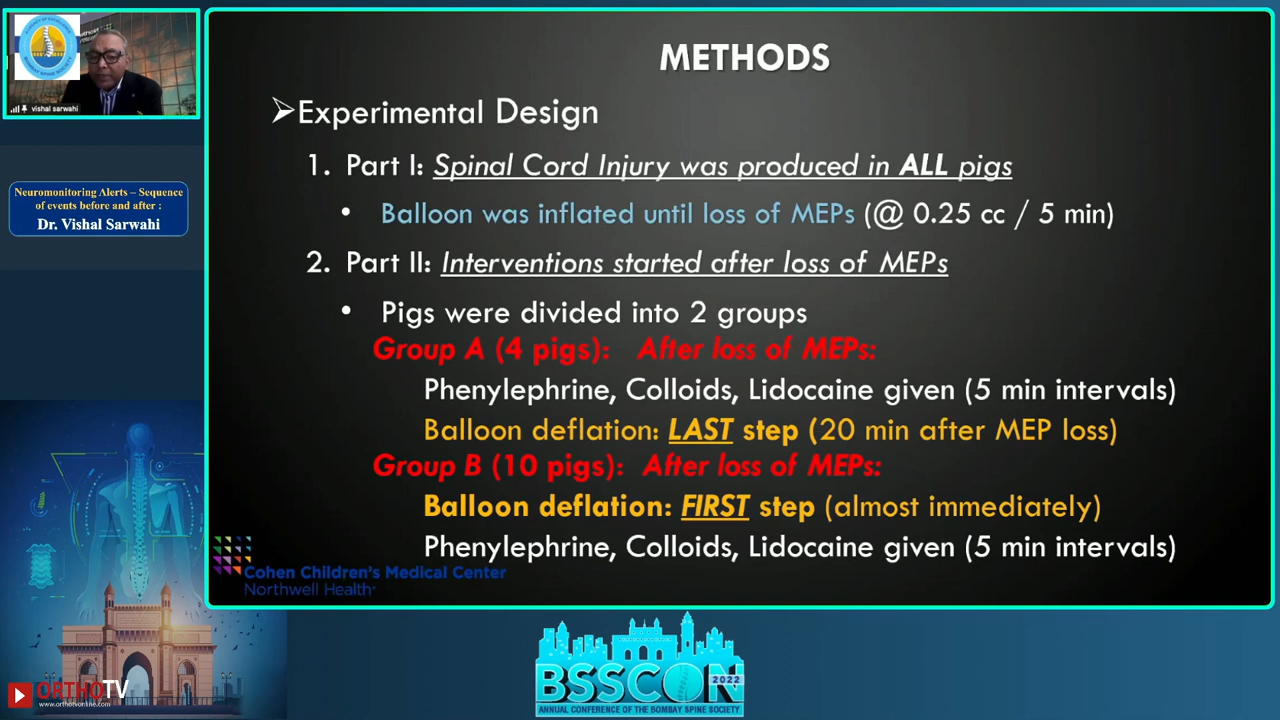 vishal sarwahi
Neuromonitoring Alerts – Sequence
of events before and after :
Dr. Vishal Sarwahi
METHODS
➢Experimental Design
1. Part I: Spinal Cord Injury was produced in ALL pigs
• Balloon was inflated until loss of MEPs (@ 0.25 cc / 5 min)
2. Part II: Interventions started after loss of MEPs
• Pigs were divided into 2 groups
Group A (4 pigs): After loss of MEPs:
Phenylephrine, Colloids, Lidocaine given (5 min intervals)
Balloon deflation: LAST step (20 min after MEP loss)
Group B (10 pigs): After loss of MEPs:
Balloon deflation: FIRST step (almost immediately)
Phenylephrine, Colloids, Lidocaine given (5 min intervals)
Cohen Children's Medical Center
Northwell Health
ORTHOTV
www.orthotvonline.com
BSSCON
2022
ANNUAL CONFERENCE OF THE BOMBAY SPINE SOCIETY